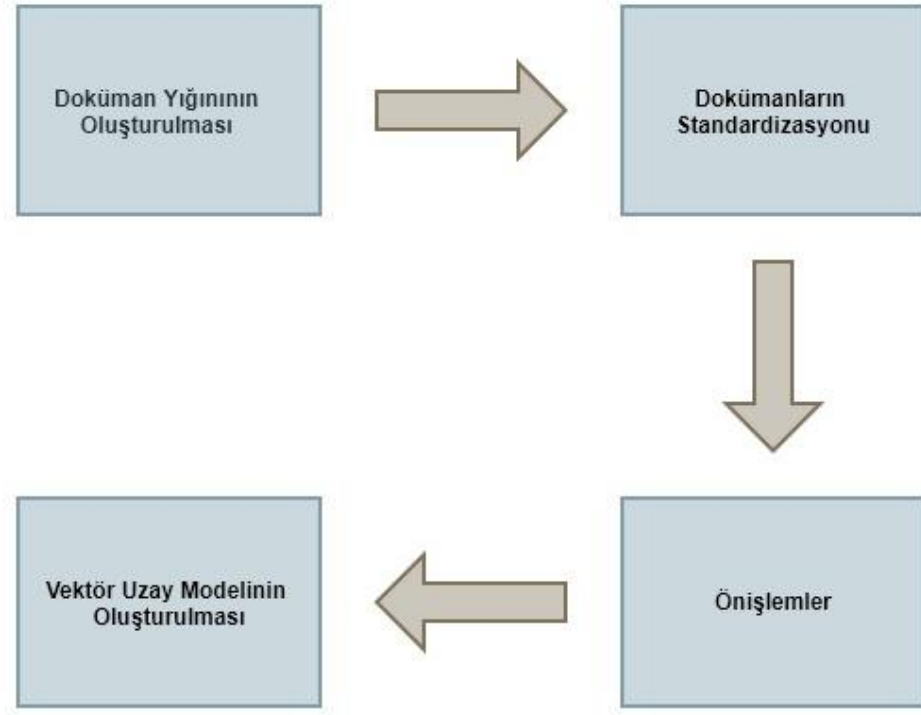 Doküman Yığınının
Oluşturulması
Dokümanların
Standardizasyonu
Önişlemler
Vektör Uzay Modelinin
Oluşturulması